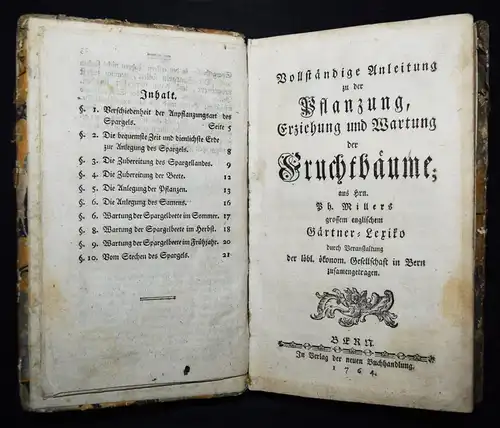 Inhalt.
§. 1. Verschiedenheit der Anpflanzungsart des
Spargels. Seite 5
§. 2. Die bequemste Zeit und dienlichste Erde
zur Anlegung des Spargels. 8
§. 3. Die Zubereitung des Spargellandes. 9
§. 4. Die Zubereitung der Beete. 12
§. 5. Die Anlegung der Pflanzen. 13
§. 6. Die Anlegung des Samens. 16
§. 6. Wartung der Spargelbeete im Sommer. 17
§. 8. Wartung der Spargelbeete im Herbst. 18
§. 9. Wartung der Spargelbeete im Frühjahr. 20
§. 10. Vom Stechen des Spargels. 21
Vollständige Anleitung
zu der
Pflanzung,
Erziehung und Wartung
der
Fruchtbäume,
aus Hrn.
Ph. Millers
grossem englischem
Gärtner-Lexiko
durch Veranstaltung
der löbl. ökonom. Gesellschaft in Bern
zusamengetragen.
BERN.
In Verlag der neuen Buchhandlung.
1764.